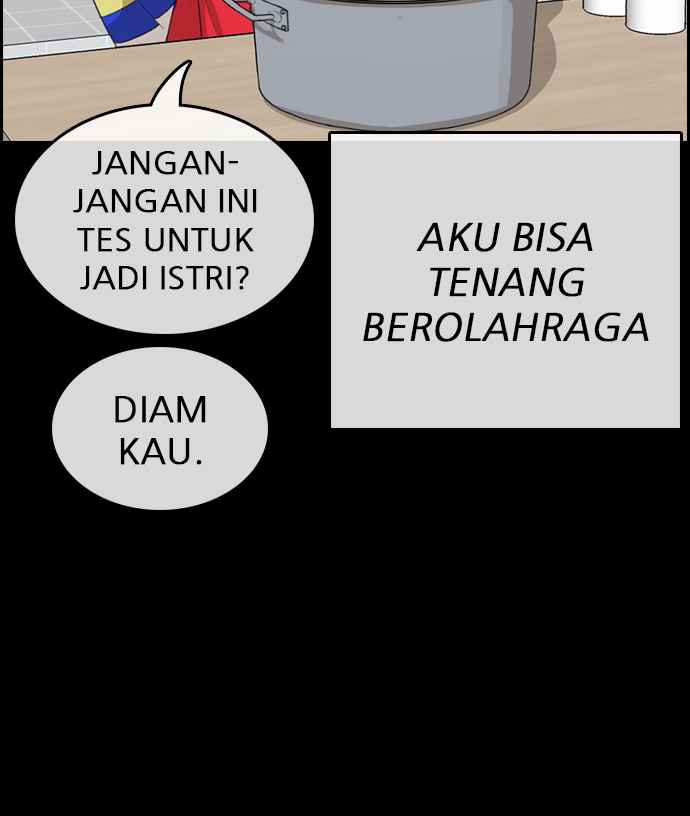 JANGAN-
JANGAN INI
TES UNTUK
JADI ISTRI?
AKU BISA
TENANG
BEROLAHRAGA
DIAM
KAU.